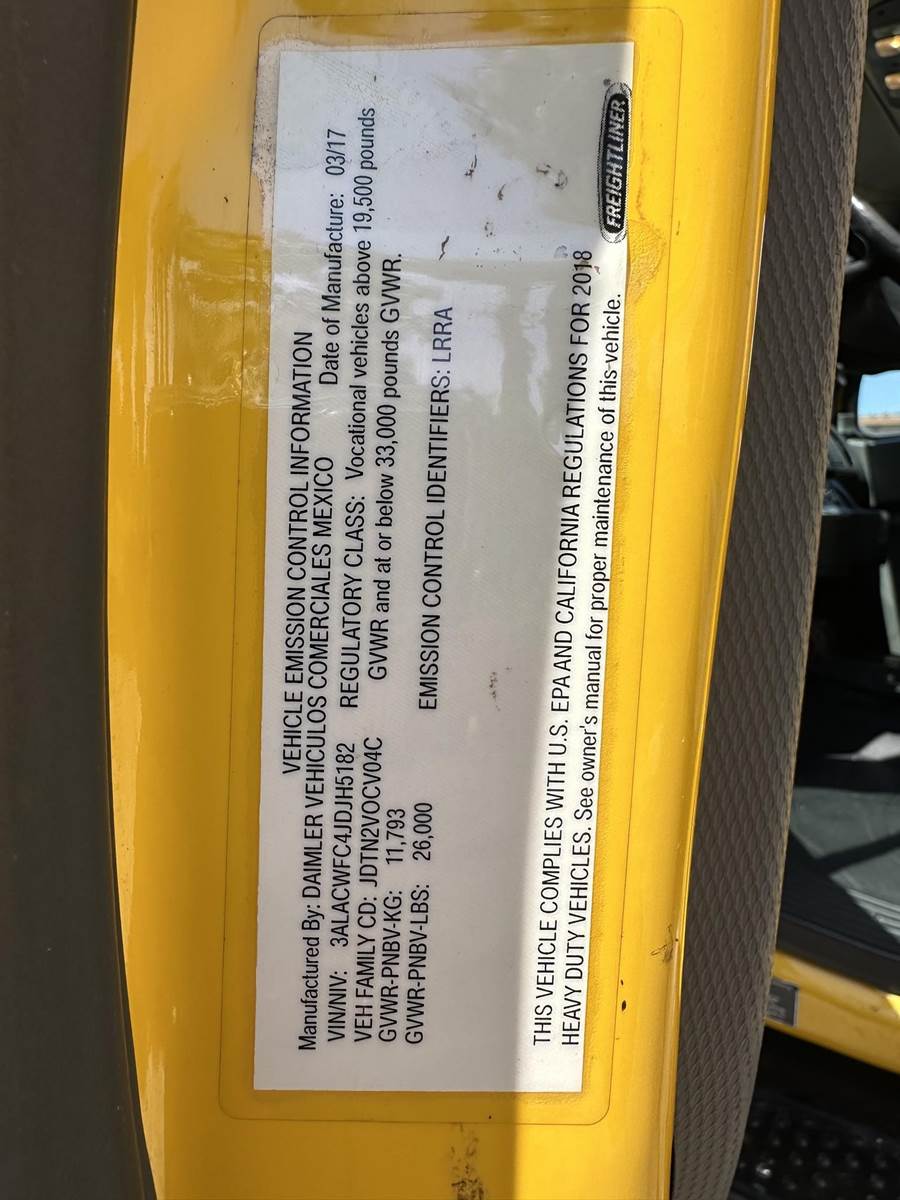 VEHICLE EMISSION CONTROL INFORMATION
Manufactured By: DAIMLER VEHICULOS COMERCIALES MEXICO Date of Manufacture: 03/17
VIN/NIV: 3ALACWFC4JDJH5182 REGULATORY CLASS: Vocational vehicles above 19,500 pounds
VEH FAMILY CD: JDTN2VOCV04C GVWR and at or below 33,000 pounds GVWR.
GVWR-PNBV-KG: 11,793
GVWR-PNBV-LBS: 26,000 EMISSION CONTROL IDENTIFIERS: LRRA
THIS VEHICLE COMPLIES WITH U.S. EPA AND CALIFORNIA REGULATIONS FOR 2018
HEAVY DUTY VEHICLES. See owner's manual for proper maintenance of this vehicle.
FREIGHTLINER